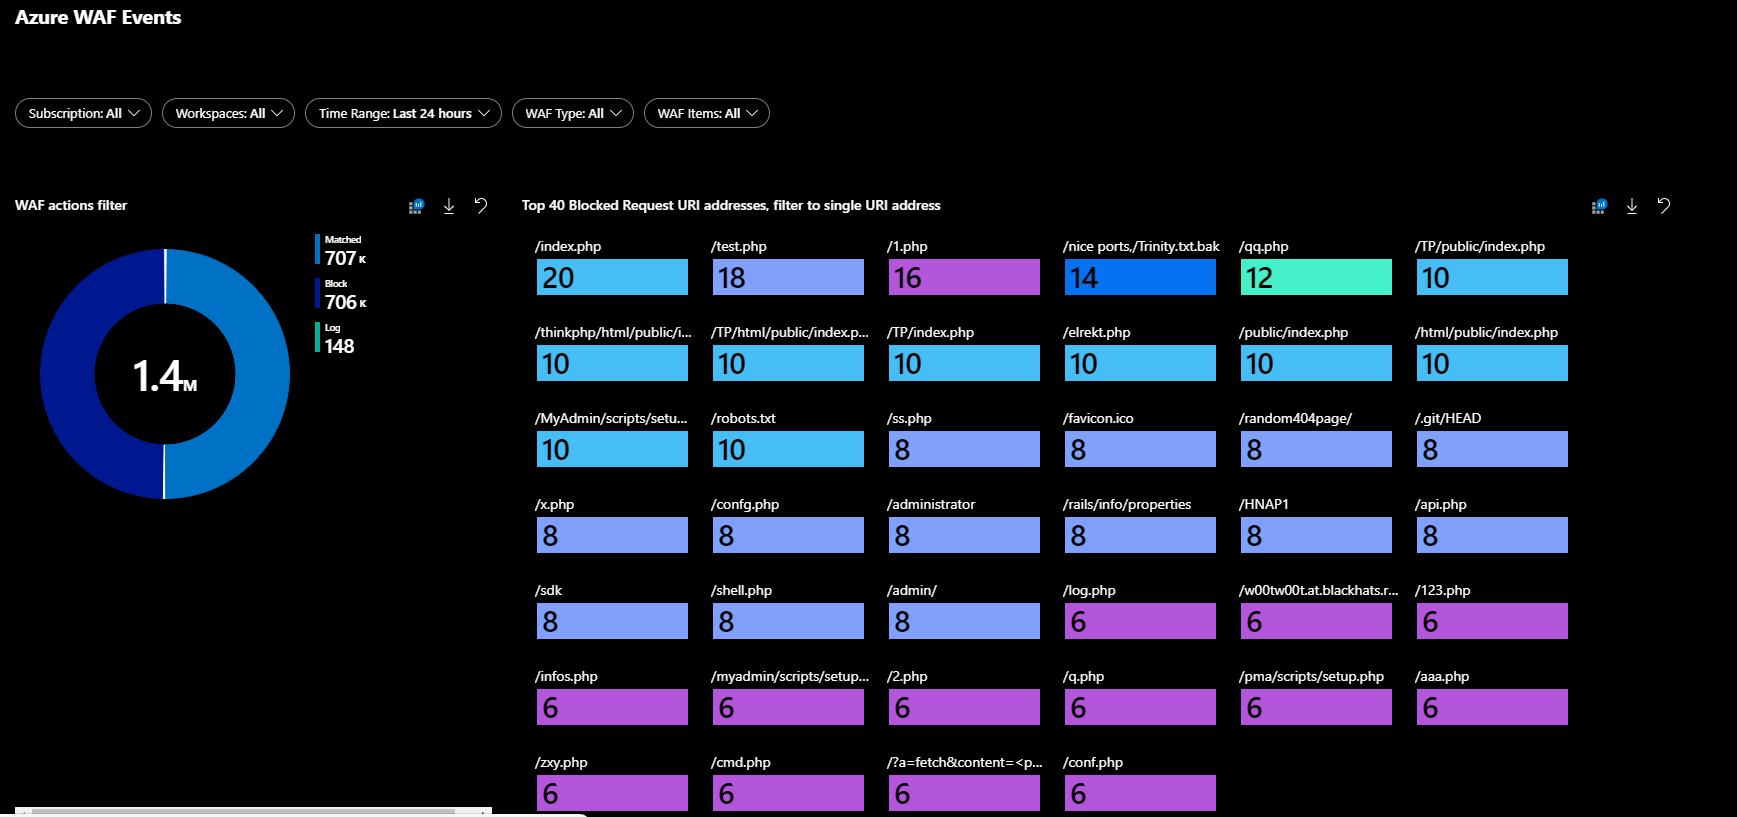 Azure WAF Events
Subscription: All
Workspaces: All
Time Range: Last 24 hours
WAF Type: All
WAF Items: All
WAF actions filter
Matched
707 K
Block
706 K
Log
148
1.4M
Top 40 Blocked Request URI addresses, filter to single URI address
/index.php
20
/test.php
18
/1.php
16
/nice ports,/Trinity.txt.bak
14
/qq.php
12
/TP/public/index.php
10
/thinkphp/html/public/i...
10
/TP/html/public/index.p...
10
/TP/index.php
10
/elrekt.php
10
/public/index.php
10
/html/public/index.php
10
/MyAdmin/scripts/setu...
10
/robots.txt
10
/ss.php
8
/favicon.ico
8
/random404page/
8
/.git/HEAD
8
/x.php
8
/confg.php
8
/administrator
8
/rails/info/properties
8
/HNAP1
8
/api.php
8
/sdk
8
/shell.php
8
/admin/
8
/log.php
6
/w00tw00t.at.blackhats.r...
6
/123.php
6
/infos.php
6
/myadmin/scripts/setup...
6
/2.php
6
/q.php
6
/pma/scripts/setup.php
6
/aaa.php
6
/zxy.php
6
/cmd.php
6
/?a=fetch&content=<p...
6
/conf.php
6